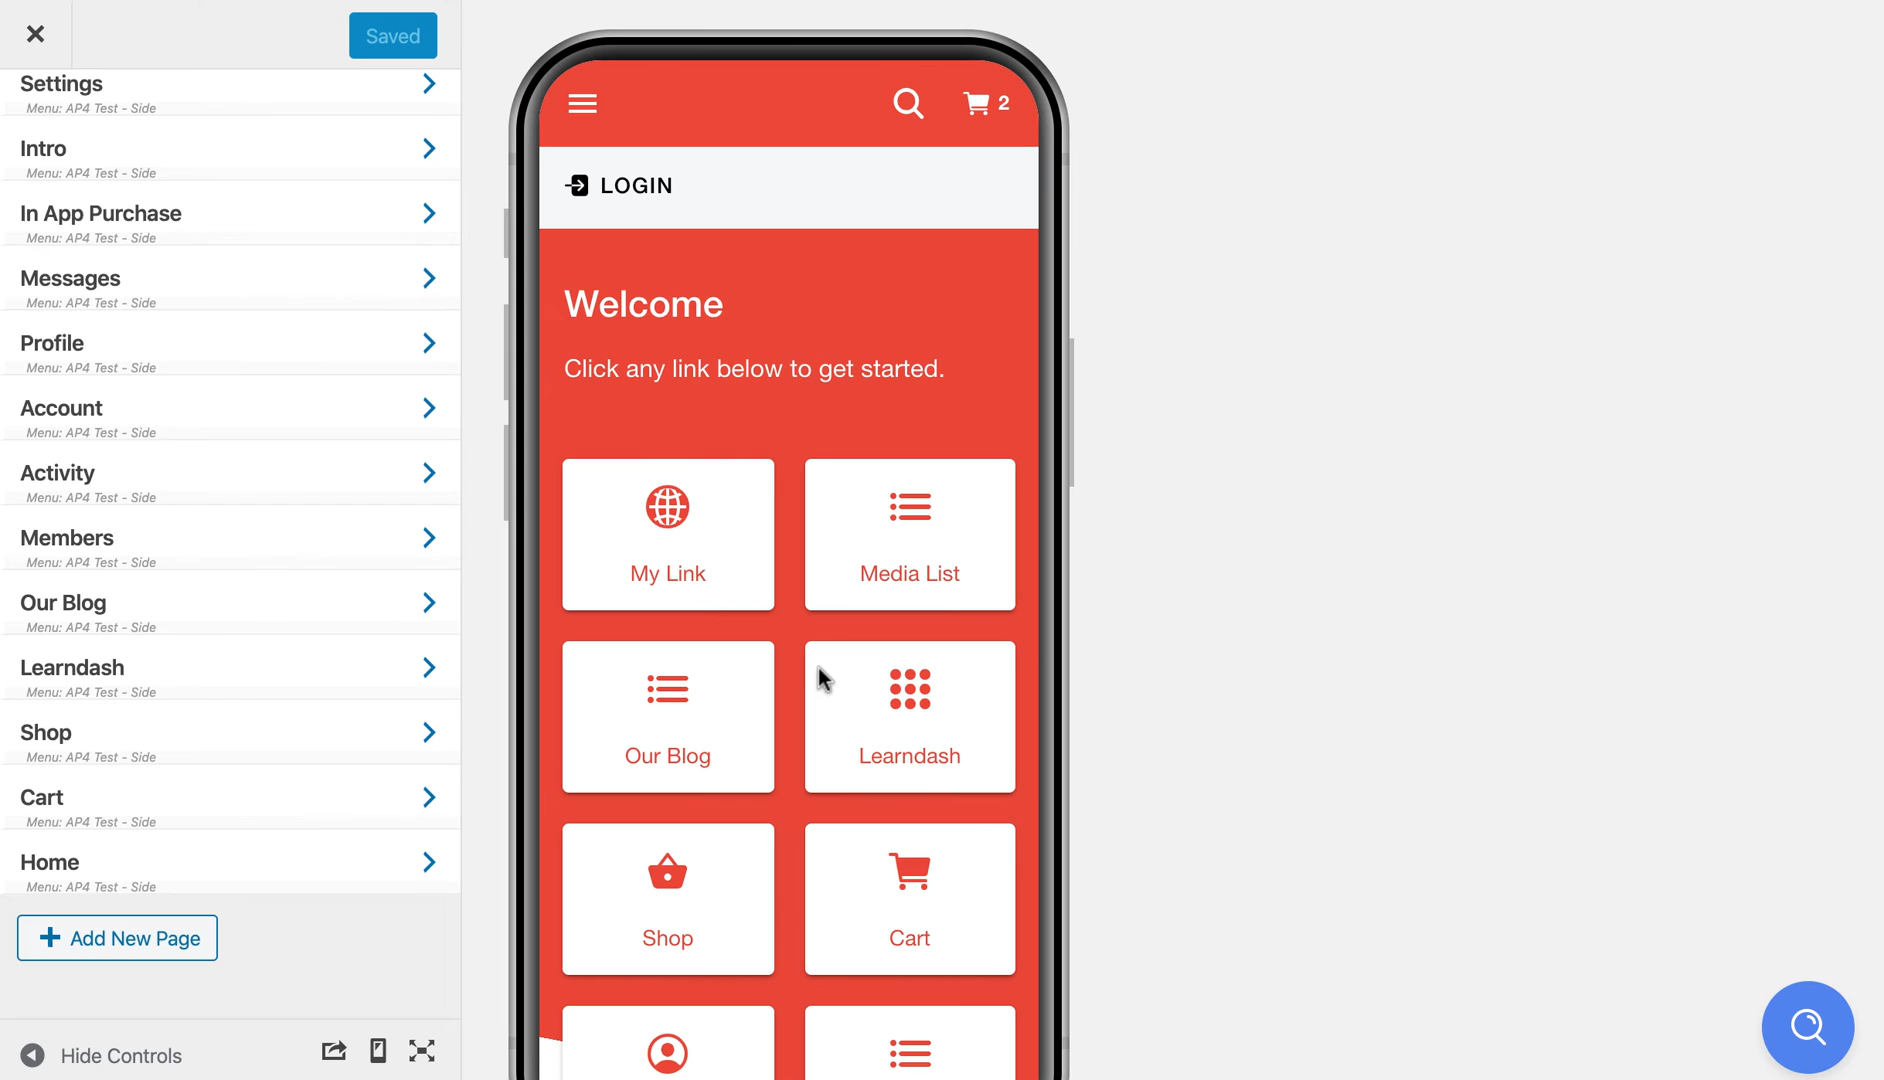 Saved
Settings
Menu: AP4 Test - Side
Intro
Menu: AP4 Test - Side
In App Purchase
Menu: AP4 Test - Side
Messages
Menu: AP4 Test - Side
Profile
Menu: AP4 Test - Side
Account
Menu: AP4 Test - Side
Activity
Menu: AP4 Test - Side
Members
Menu: AP4 Test - Side
Our Blog
Menu: AP4 Test - Side
Learndash
Menu: AP4 Test - Side
Shop
Menu: AP4 Test - Side
Cart
Menu: AP4 Test - Side
Home
Menu: AP4 Test - Side
Add New Page
Hide Controls
2
LOGIN
Welcome
Click any link below to get started.
My Link
Media List
Our Blog
Learndash
Shop
Cart